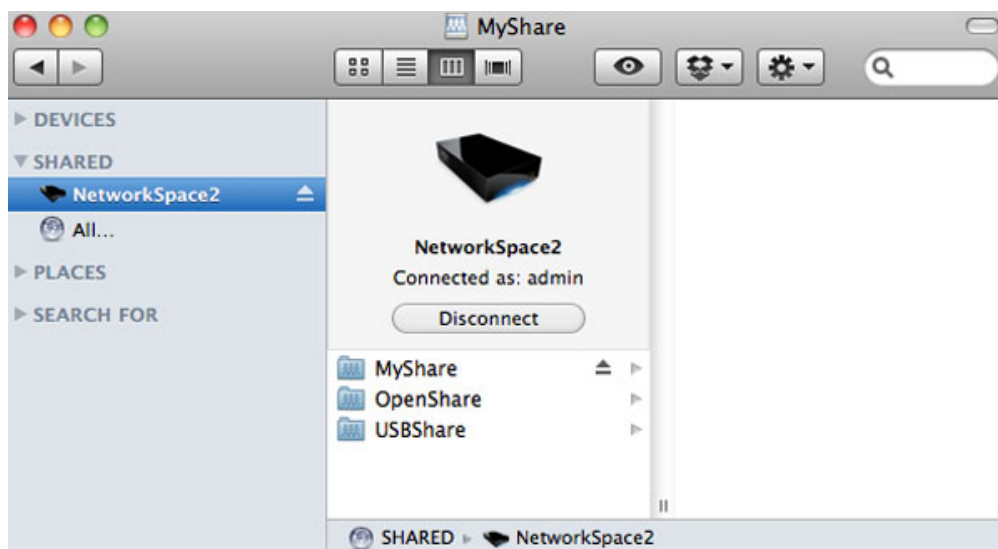 MyShare
DEVICES
SHARED
NetworkSpace2
All...
PLACES
SEARCH FOR
NetworkSpace2
Connected as: admin
Disconnect
MyShare
OpenShare
USBShare
SHARED NetworkSpace2